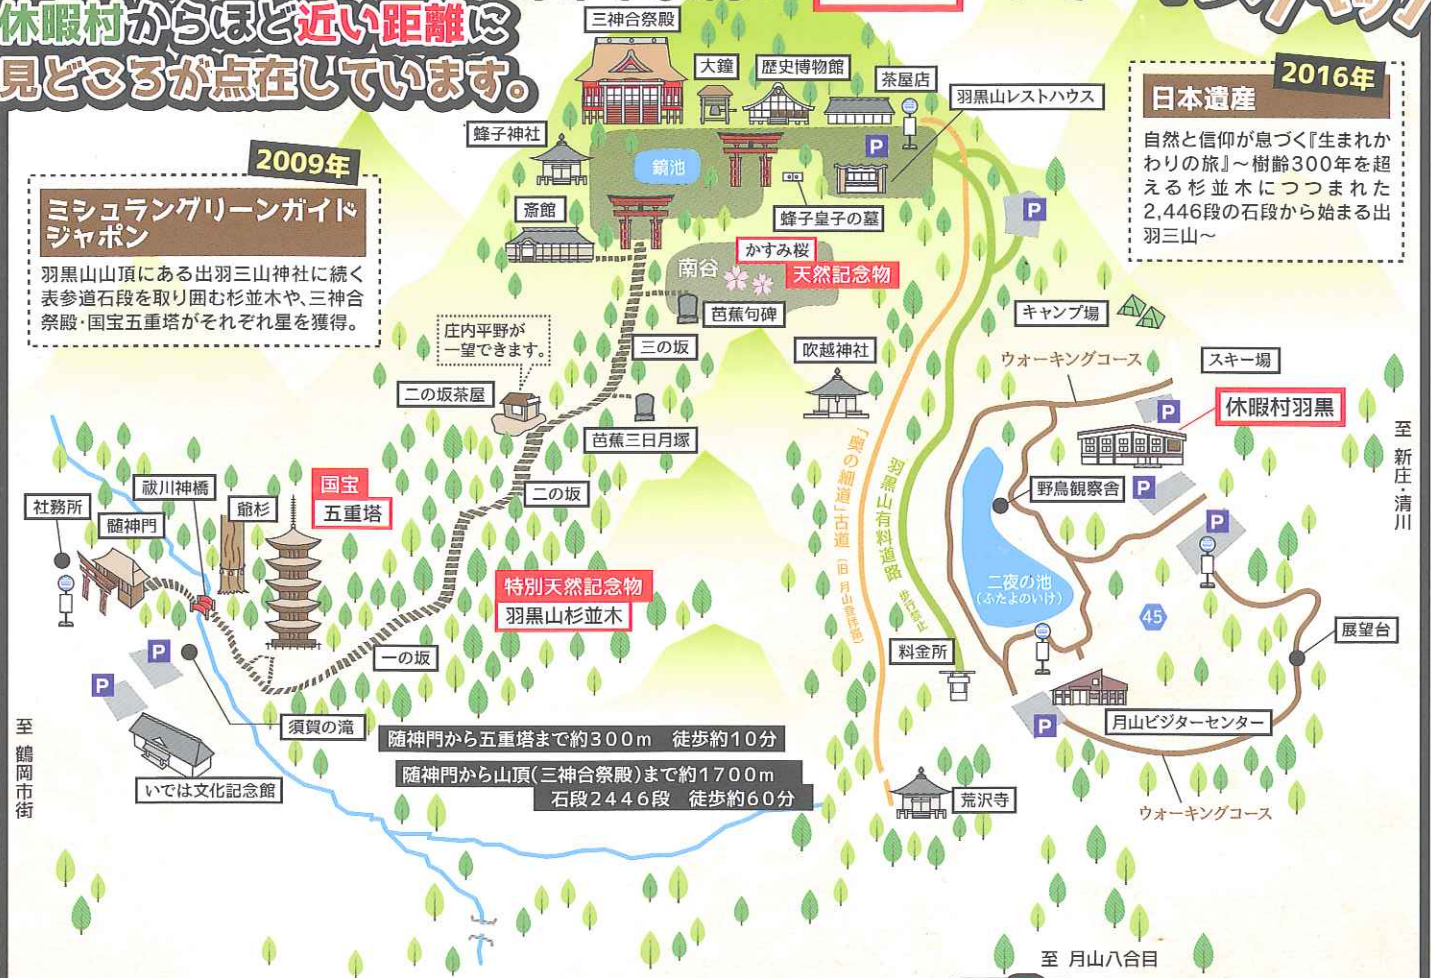 休暇村からほど近い距離に
見どころが点在しています。
2009年
ミシュラングリーンガイド
ジャポン
羽黒山山頂にある出羽三山神社に続く
表参道石段を取り囲む杉並木や、三神合
祭殿・国宝五重塔がそれぞれ星を獲得。
2016年
日本遺産
自然と信仰が息づく『生まれか
わりの旅』～樹齢300年を超
える杉並木につつまれた
2,446段の石段から始まる出
羽三山～
三神合祭殿
大鐘
歴史博物館
茶屋店
羽黒山レストハウス
蜂子神社
鏡池
P
斎館
蜂子皇子の墓
P
南谷
かすみ桜
天然記念物
芭蕉句碑
キャンプ場
庄内平野が
一望できます。
三の坂
吹越神社
ウォーキングコース
スキー場
二の坂茶屋
休暇村羽黒
P
芭蕉三日月塚
至 新庄・清川
「奥の細道」古道(旧 月山登拝道)
羽黒山有料道路 歩行禁止
野鳥観察舎
P
P
国宝
五重塔
祓川神橋
爺杉
社務所
髄神門
二の坂
特別天然記念物
羽黒山杉並木
二夜の池
(ふたよのいけ)
45
展望台
一の坂
料金所
P
P
須賀の滝
月山ビジターセンター
P
至 鶴岡市街
随神門から五重塔まで約300m 徒歩約10分
随神門から山頂(三神合祭殿)まで約1700m
石段2446段 徒歩約60分
いでは文化記念館
荒沢寺
ウォーキングコース
至 月山八合目